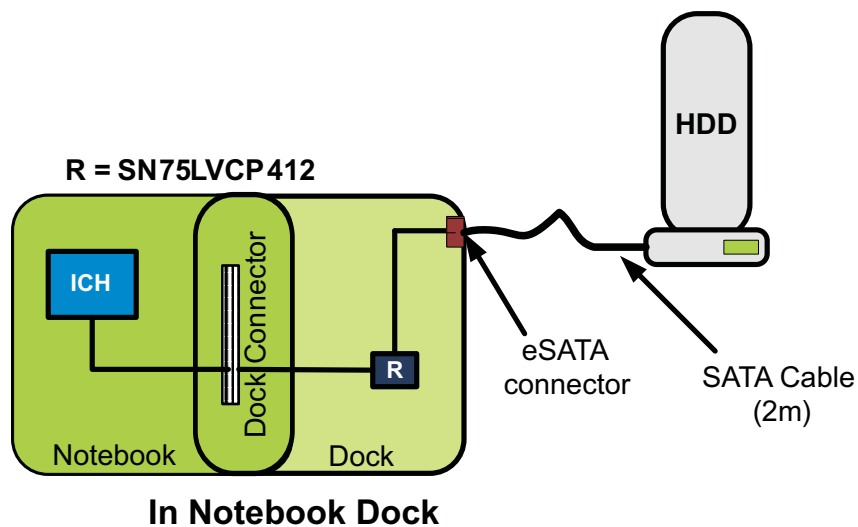 HDD
R = SN75LVCP412
ICH
Dock Connector
R
eSATA
connector
SATA Cable
(2m)
Notebook
Dock
In Notebook Dock